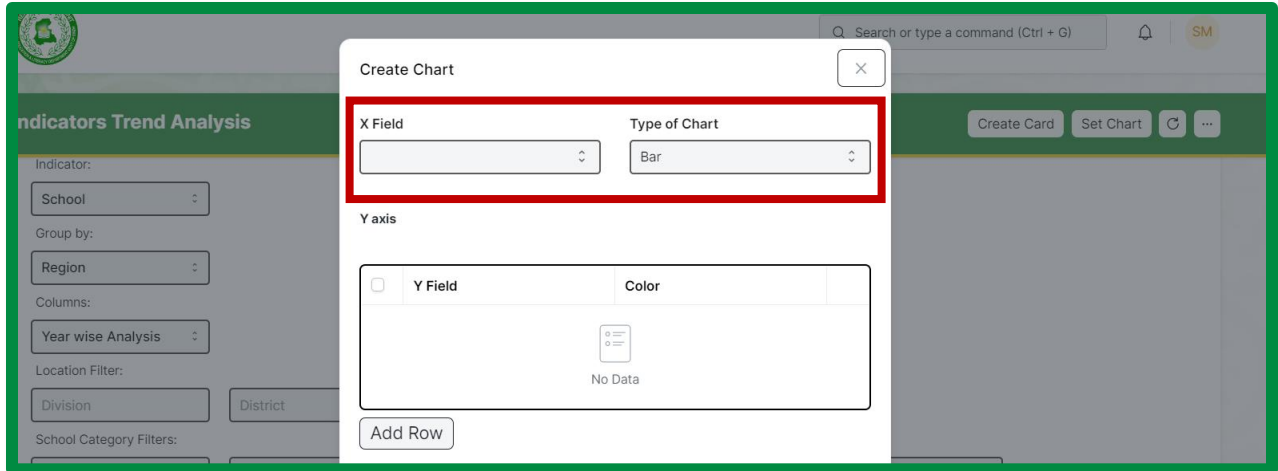 Search or type a command (Ctrl + G)
SM
Create Chart
ndicators Trend Analysis
Create Card
Set Chart
...
X Field
Type of Chart
Bar
Indicator:
School
Group by:
Region
Columns:
Year wise Analysis
Location Filter:
Division
District
School Category Filters:
Y axis
Y Field
Color
No Data
Add Row